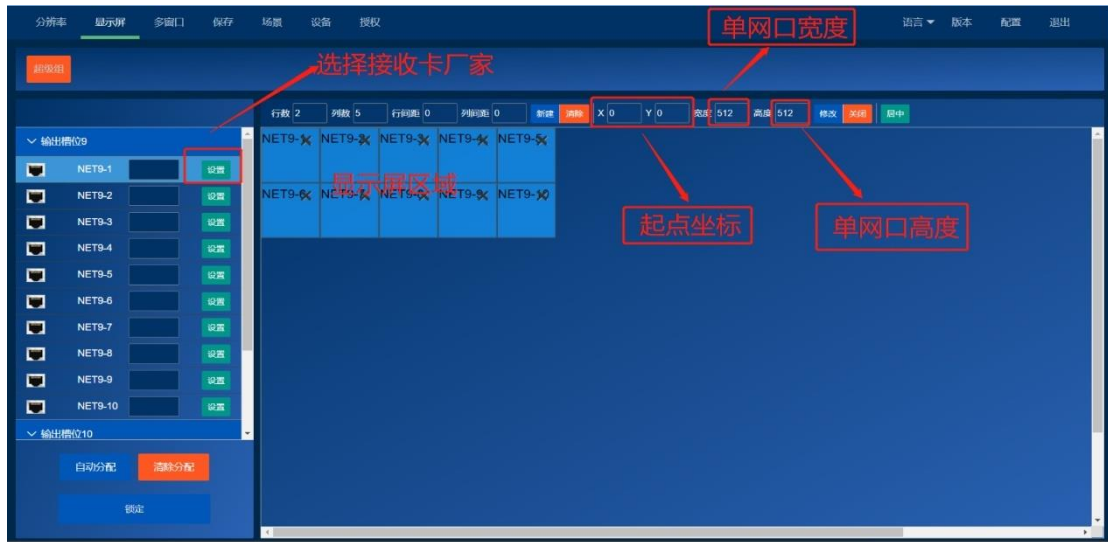 分辨率 显示屏 多窗口 保存 场景 设备 授权 语言 版本 配置 退出
单网口宽度
超级组
选择接收卡厂家
行数 2 列数 5 行间距 0 列间距 0 新建 清除 X 0 Y 0 宽度 512 高度 512 修改 关闭 居中
输出槽位9
NET9-1 设置
NET9-2 设置
NET9-3 设置
NET9-4 设置
NET9-5 设置
NET9-6 设置
NET9-7 设置
NET9-8 设置
NET9-9 设置
NET9-10 设置
输出槽位10
自动分配 清除分配
锁定
NET9-1 NET9-2 NET9-3 NET9-4 NET9-5
显示屏区域
NET9-6 NET9-7 NET9-8 NET9-9 NET9-10
起点坐标
单网口高度